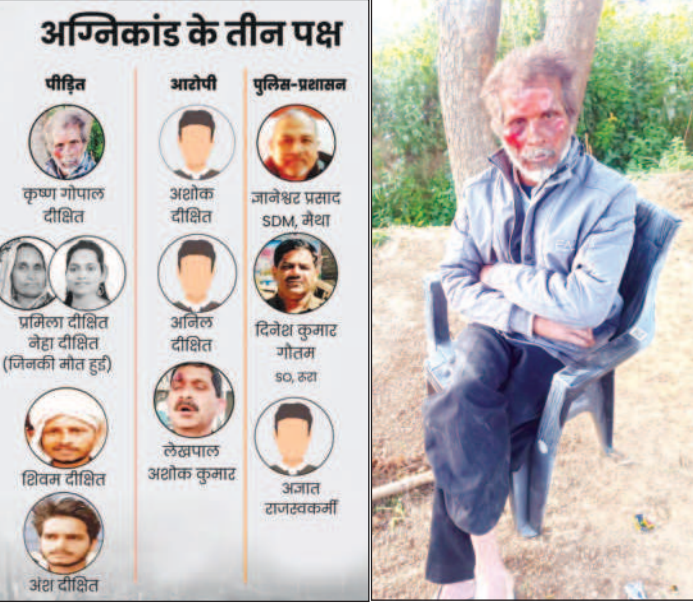 अग्निकांड के तीन पक्ष
पीड़ित
कृष्ण गोपाल
दीक्षित
प्रमिला दीक्षित
नेहा दीक्षित
(जिनकी मौत हुई)
शिवम दीक्षित
अंश दीक्षित
आरोपी
अशोक
दीक्षित
अनिल
दीक्षित
लेखपाल
अशोक कुमार
पुलिस-प्रशासन
ज्ञानेश्वर प्रसाद
SDM, मेथा
दिनेश कुमार
गौतम
SO, रूरा
अज्ञात
राजस्वकर्मी